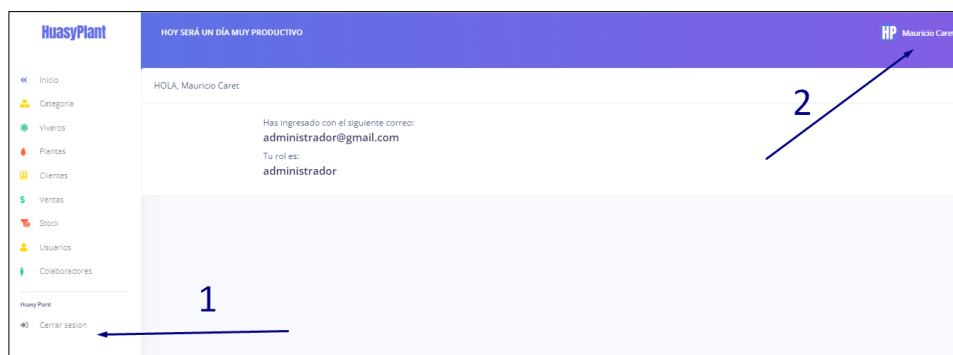 HuasyPlant
HOY SERÁ UN DÍA MUY PRODUCTIVO
HP Mauricio Caret
Inicio
Categoria
Viveros
Plantas
Clientes
Ventas
Stock
Usuarios
Colaboradores
Huasy Plant
Cerrar sesion
HOLA, Mauricio Caret
Has ingresado con el siguiente correo:
administrador@gmail.com
Tu rol es:
administrador
1
2